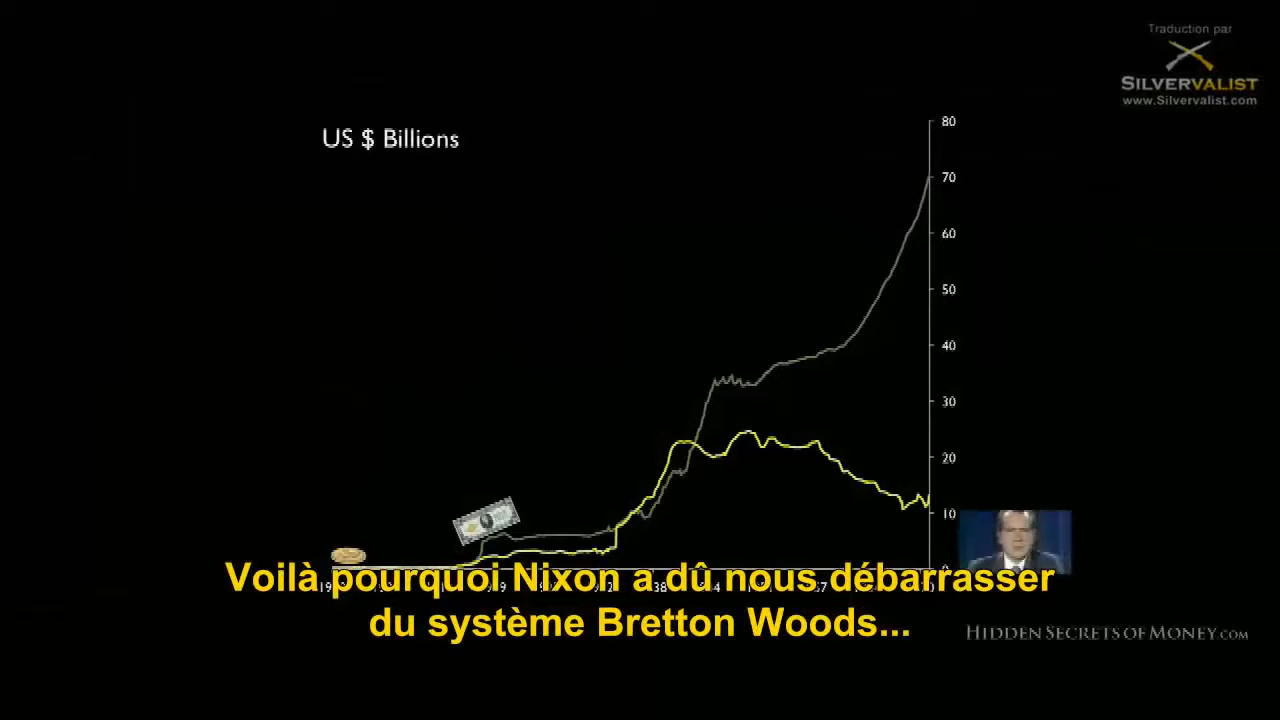 Traduction par
SILVERVALIST
www.Silvervalist.com
US $ Billions
80
70
60
50
40
30
20
10
Voilà pourquoi Nixon a dû nous débarrasser
du système Bretton Woods...
HIDDEN SECRETS OF MONEY.COM